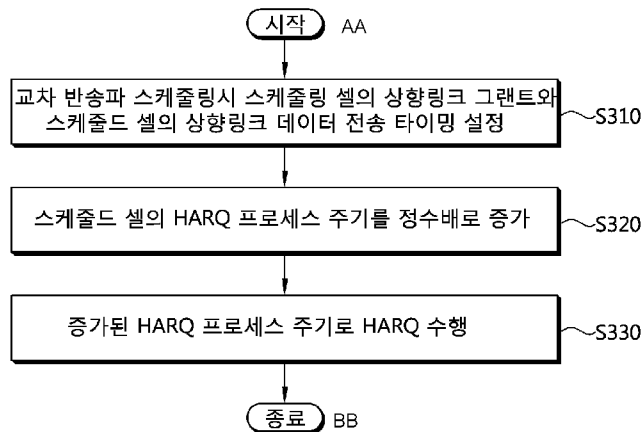 시작 AA
교차 반송파 스케줄링시 스케줄링 셀의 상향링크 그랜트와
스케줄드 셀의 상향링크 데이터 전송 타이밍 설정
S310
스케줄드 셀의 HARQ 프로세스 주기를 정수배로 증가
S320
증가된 HARQ 프로세스 주기로 HARQ 수행
S330
종료 BB